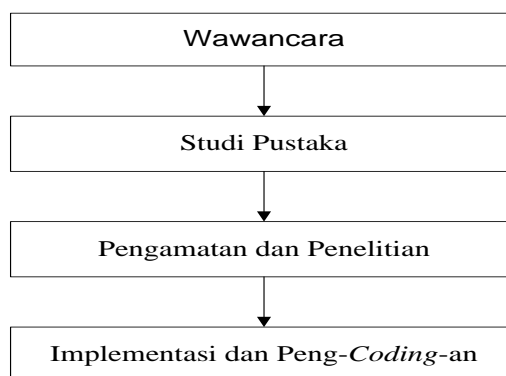 Wawancara
Studi Pustaka
Pengamatan dan Penelitian
Implementasi dan Peng-Coding-an